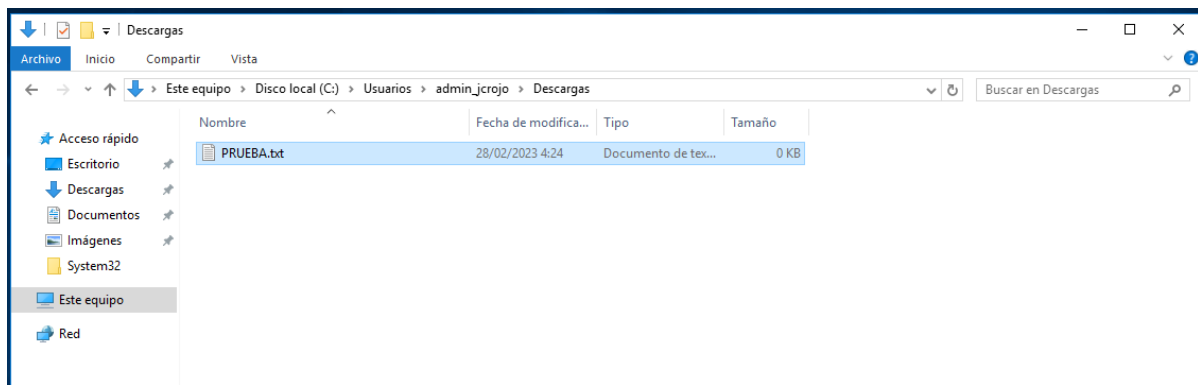 Descargas
Archivo Inicio Compartir Vista
Este equipo > Disco local (C:) > Usuarios > admin_jcrojo > Descargas
Buscar en Descargas
Nombre Fecha de modifica... Tipo Tamaño
Acceso rápido
PRUEBA.txt 28/02/2023 4:24 Documento de tex... 0 KB
Escritorio
Descargas
Documentos
Imágenes
System32
Este equipo
Red